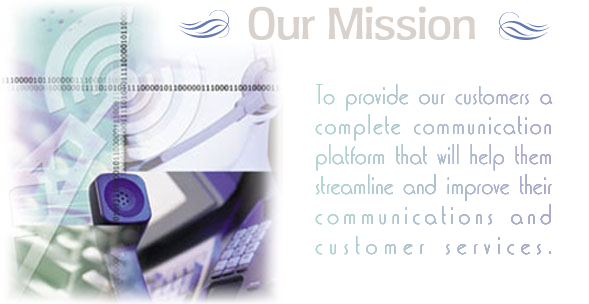 Our Mission
To provide our customers a
complete communication
platform that will help them
streamline and improve their
communications and
customer services.